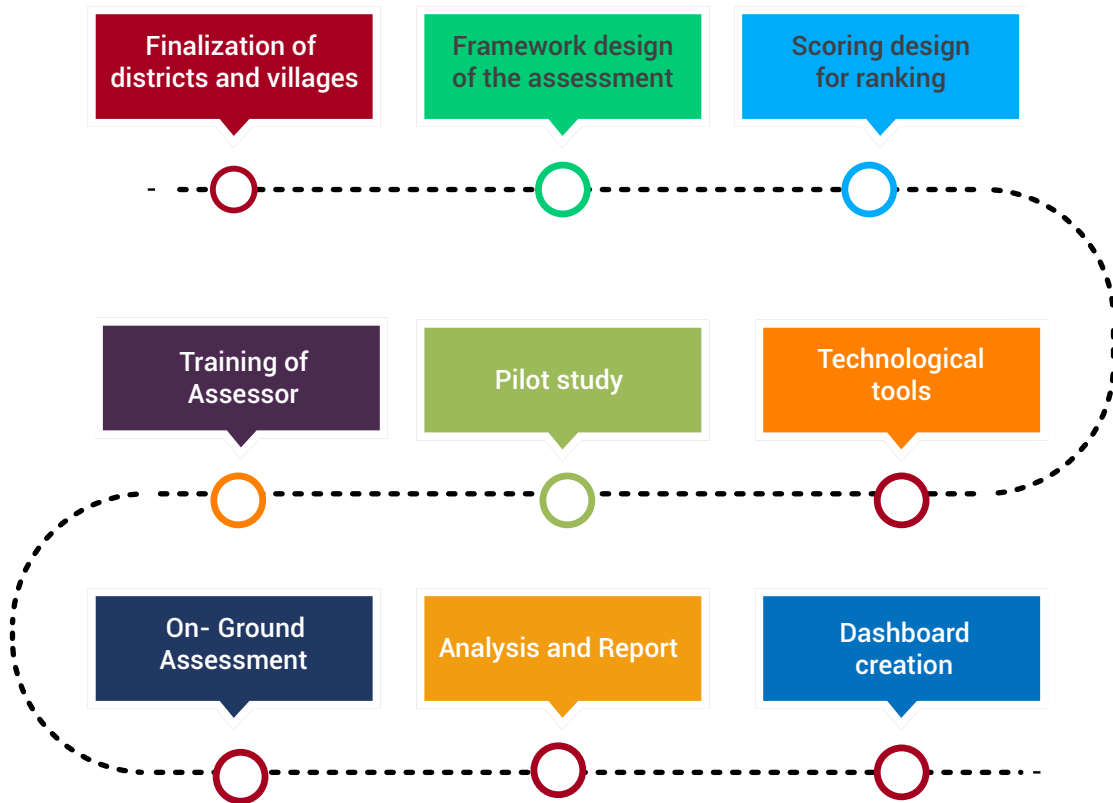 Finalization of
districts and villages
Framework design
of the assessment
Scoring design
for ranking
Training of
Assessor
Pilot study
Technological
tools
On- Ground
Assessment
Analysis and Report
Dashboard
creation